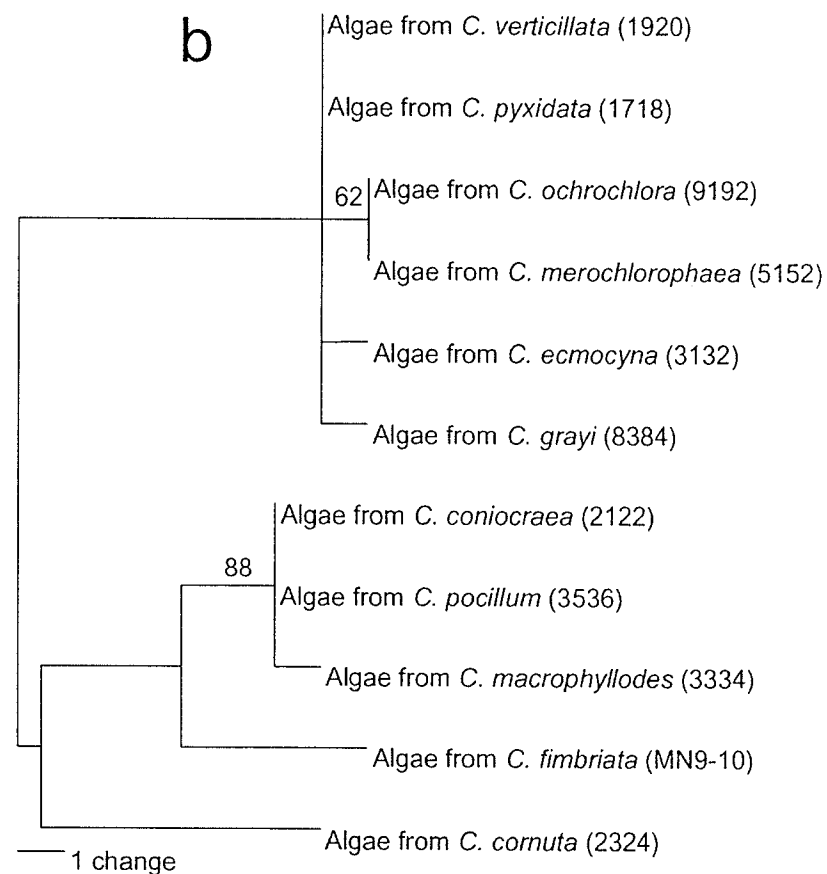 b
Algae from C. verticillata (1920)
Algae from C. pyxidata (1718)
62
Algae from C. ochrochlora (9192)
Algae from C. merochlorophaea (5152)
Algae from C. ecmocyna (3132)
Algae from C. grayi (8384)
Algae from C. coniocraea (2122)
88
Algae from C. pocillum (3536)
Algae from C. macrophyllodes (3334)
Algae from C. fimbriata (MN9-10)
Algae from C. cornuta (2324)
1 change